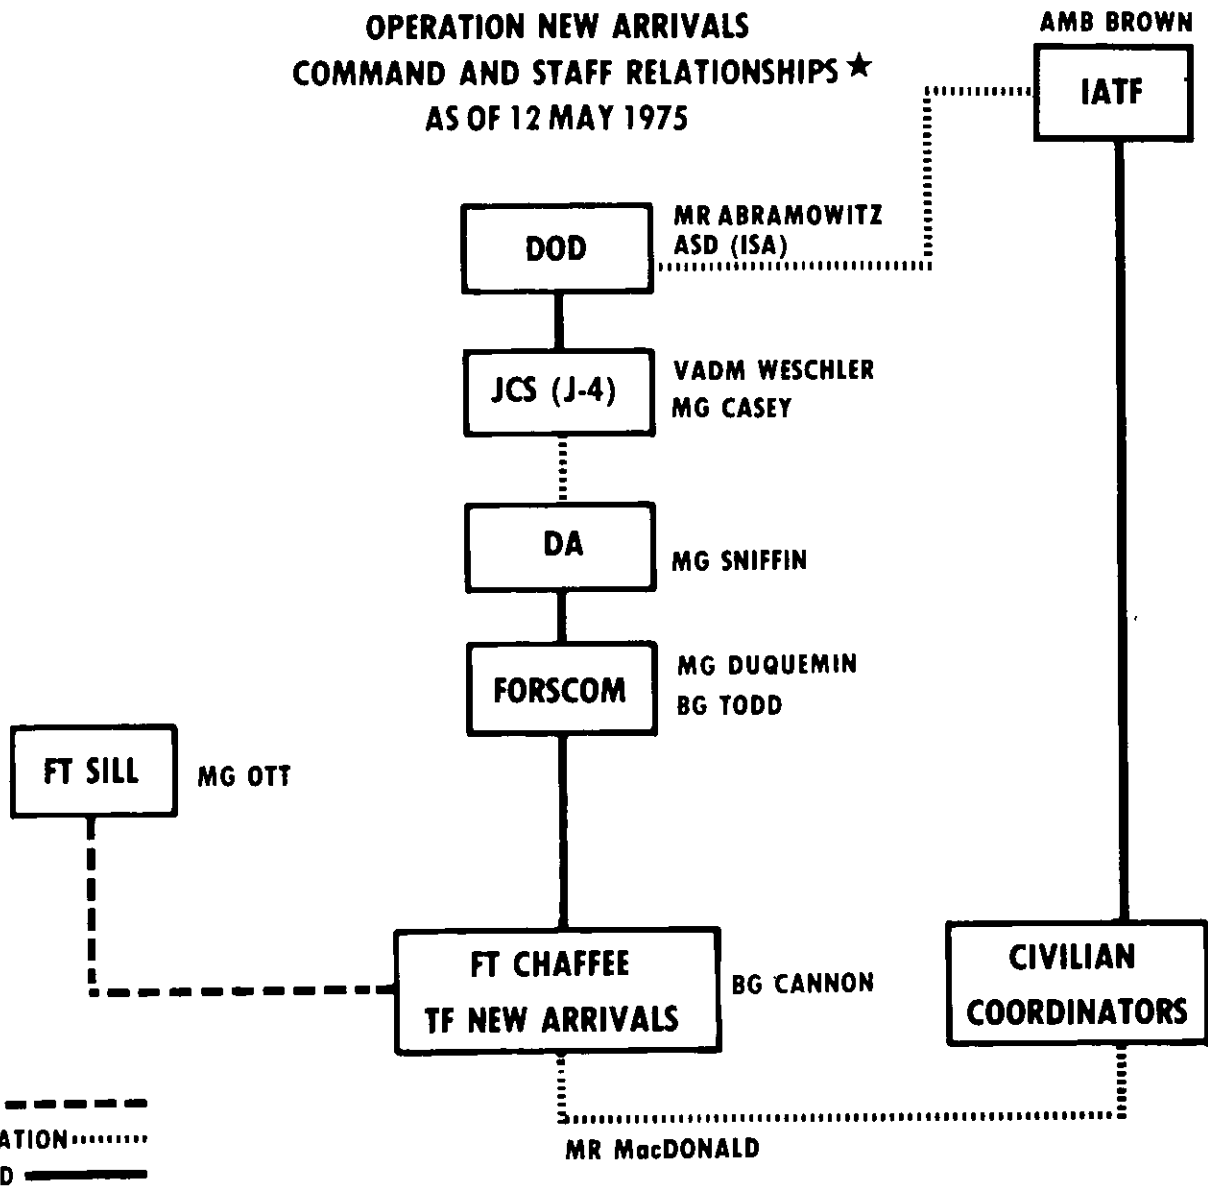 OPERATION NEW ARRIVALS
COMMAND AND STAFF RELATIONSHIPS ★
AS OF 12 MAY 1975
AMB BROWN
IATF
DOD
MR ABRAMOWITZ
ASD (ISA)
JCS (J-4)
VADM WESCHLER
MG CASEY
DA
MG SNIFFIN
FORSCOM
MG DUQUEMIN
BG TODD
FT SILL
MG OTT
FT CHAFFEE
TF NEW ARRIVALS
BG CANNON
CIVILIAN
COORDINATORS
MR MacDONALD
ATION
D